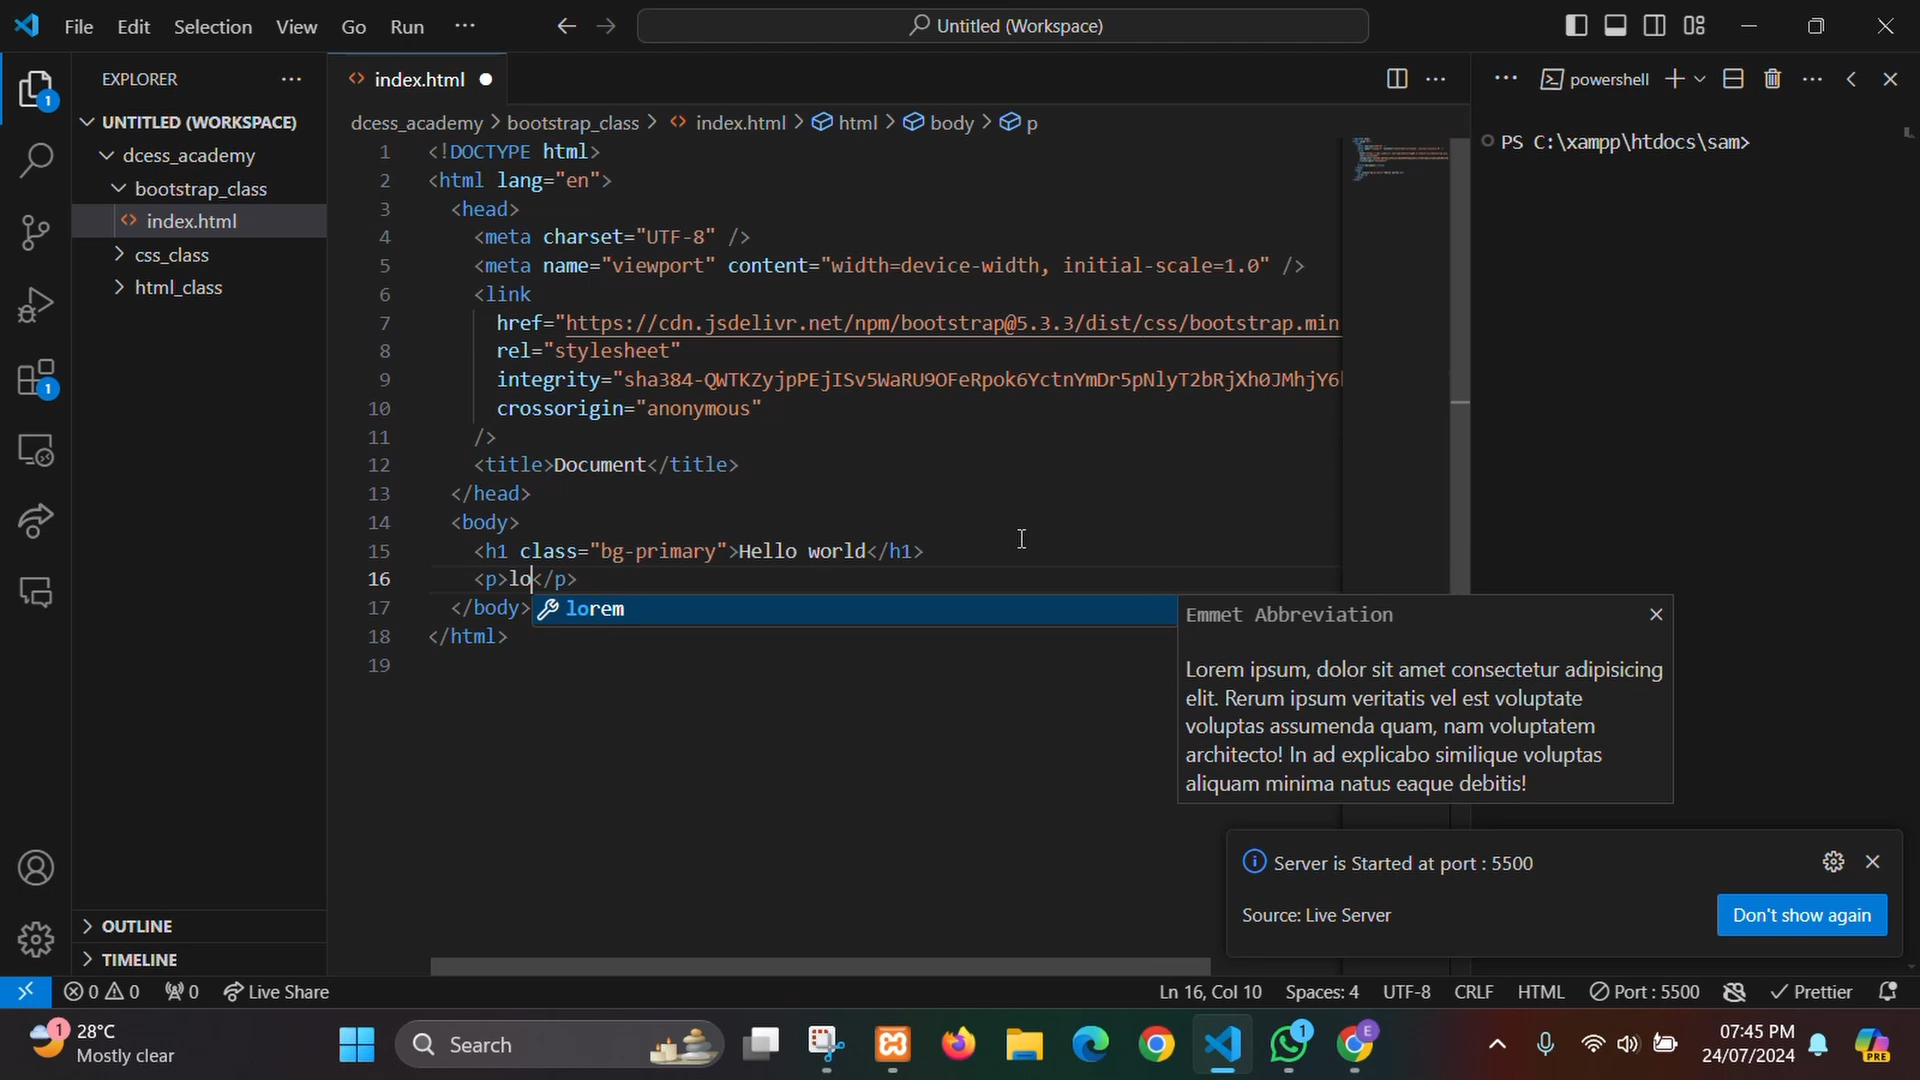 File Edit Selection View Go Run ··· Untitled (Workspace)
EXPLORER ···
UNTITLED (WORKSPACE)
dcess_academy
bootstrap_class
index.html
css_class
html_class
OUTLINE
TIMELINE
1
1
index.html
dcess_academy > bootstrap_class > index.html > html > body > p
1 <!DOCTYPE html>
2 <html lang="en">
3 <head>
4 <meta charset="UTF-8" />
5 <meta name="viewport" content="width=device-width, initial-scale=1.0" />
6 <link
7 href="https://cdn.jsdelivr.net/npm/bootstrap@5.3.3/dist/css/bootstrap.min
8 rel="stylesheet"
9 integrity="sha384-QWTKZyjpPEjISv5WaRU9OFeRpok6YctnYmDr5pNlyT2bRjXh0JMhjY6
10 crossorigin="anonymous"
11 />
12 <title>Document</title>
13 </head>
14 <body>
15 <h1 class="bg-primary">Hello world</h1>
16 <p>lo</p>
17 </body>
18 </html>
19
lorem
Emmet Abbreviation
Lorem ipsum, dolor sit amet consectetur adipisicing
elit. Rerum ipsum veritatis vel est voluptate
voluptas assumenda quam, nam voluptatem
architecto! In ad explicabo similique voluptas
aliquam minima natus eaque debitis!
powershell
PS C:\xampp\htdocs\sam>
Server is Started at port : 5500
Source: Live Server
Don't show again
0 0 0 Live Share Ln 16, Col 10 Spaces: 4 UTF-8 CRLF HTML Port : 5500 Prettier
1 28°C
Mostly clear
Search
1
E
PRE
07:45 PM
24/07/2024